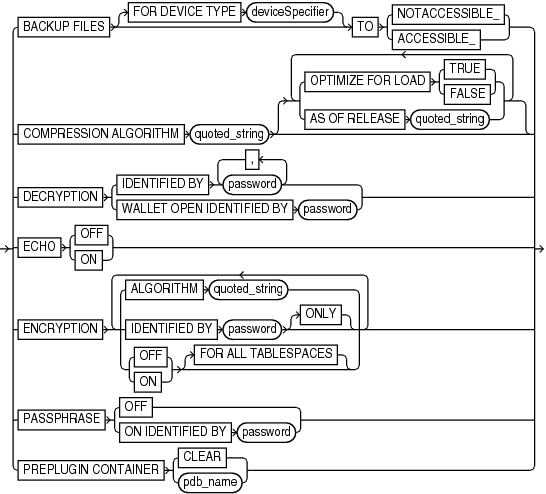 FOR DEVICE TYPE deviceSpecifier
NOTACCESSIBLE_
BACKUP FILES TO
ACCESSIBLE_
TRUE
OPTIMIZE FOR LOAD
FALSE
AS OF RELEASE quoted_string
COMPRESSION ALGORITHM quoted_string
,
IDENTIFIED BY password
DECRYPTION
WALLET OPEN IDENTIFIED BY password
OFF
ECHO
ON
ALGORITHM quoted_string
ONLY
ENCRYPTION IDENTIFIED BY password
OFF FOR ALL TABLESPACES
ON
OFF
PASSPHRASE
ON IDENTIFIED BY password
CLEAR
PREPLUGIN CONTAINER
pdb_name